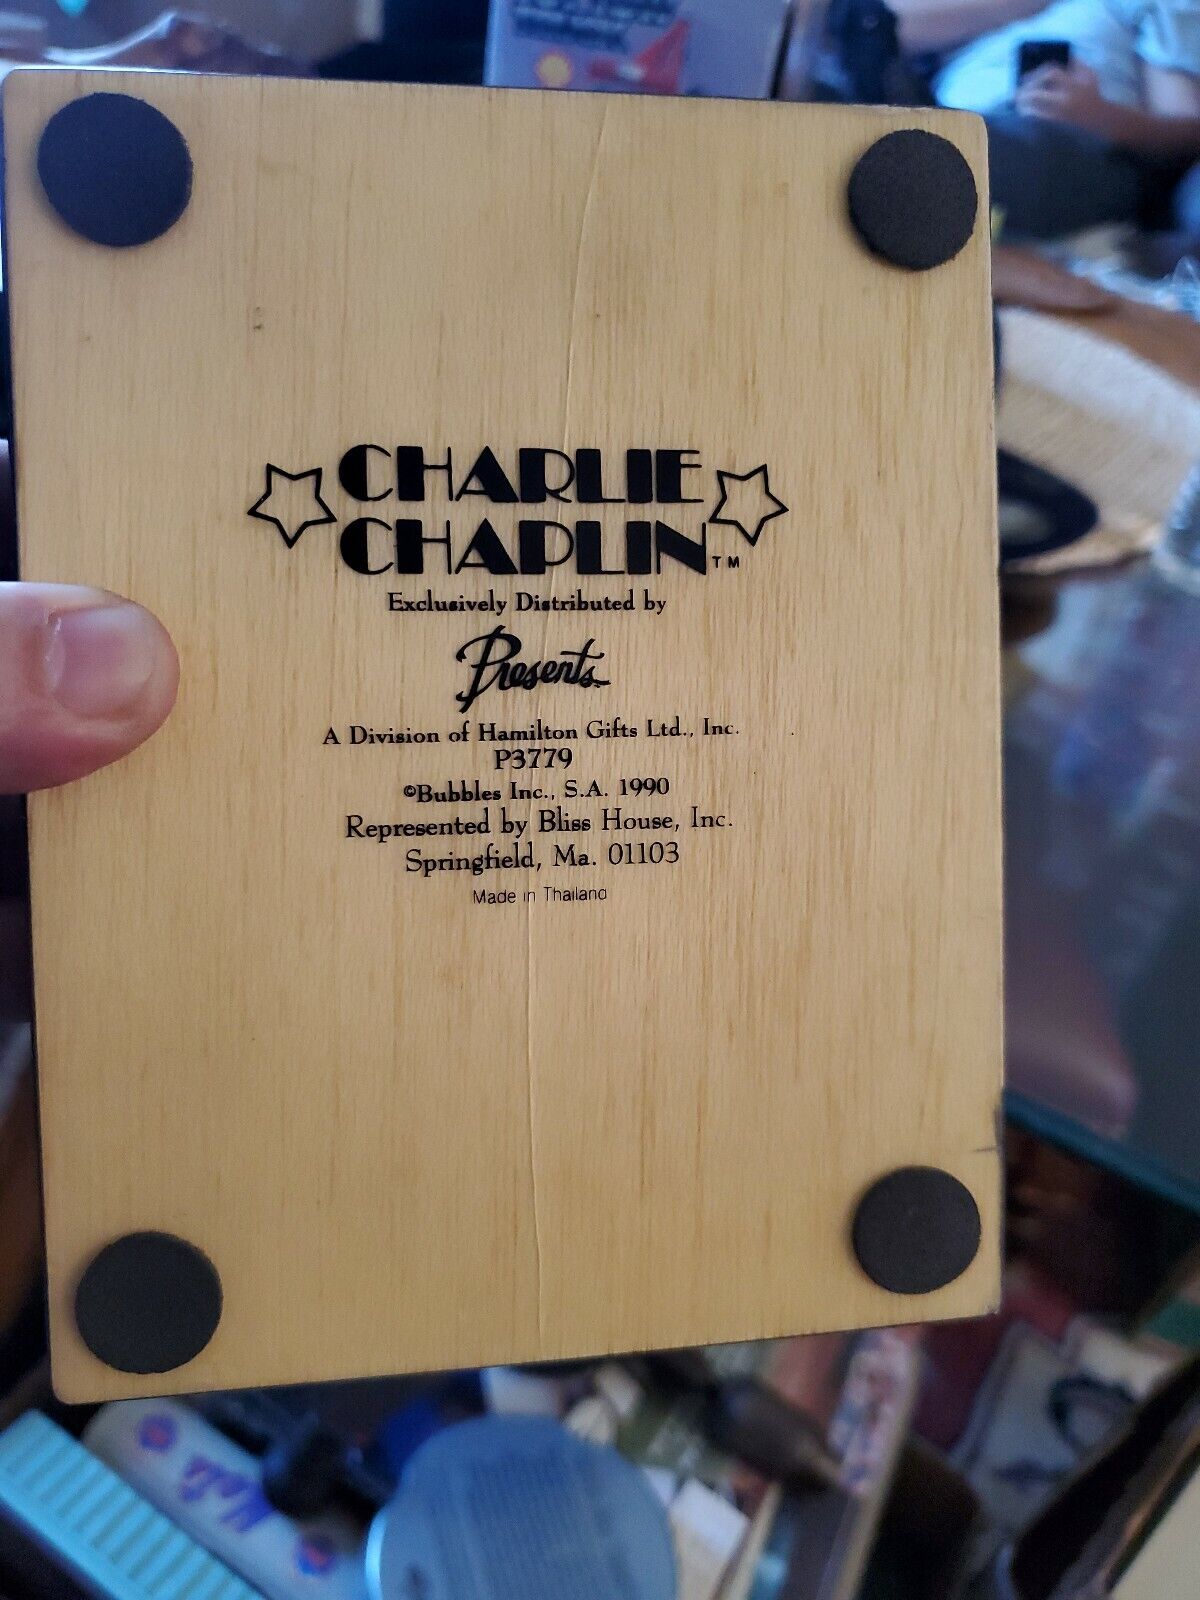 CHARLIE
CHAPLIN™
Exclusively Distributed by
Presents
A Division of Hamilton Gifts Ltd., Inc.
P3779
©Bubbles Inc., S.A. 1990
Represented by Bliss House, Inc.
Springfield, Ma. 01103
Made in Thailand